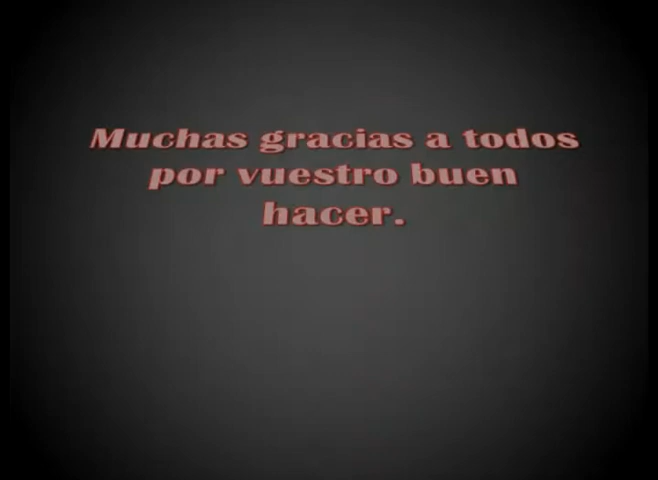 Muchas gracias a todos
por vuestro buen
hacer.